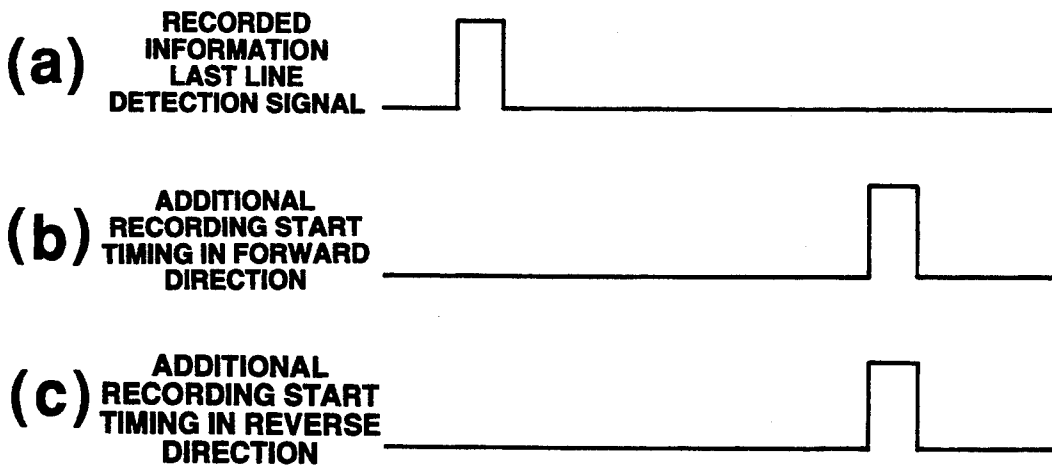 (a)
RECORDED
INFORMATION
LAST LINE
DETECTION SIGNAL
(b)
ADDITIONAL
RECORDING START
TIMING IN FORWARD
DIRECTION
(c)
ADDITIONAL
RECORDING START
TIMING IN REVERSE
DIRECTION